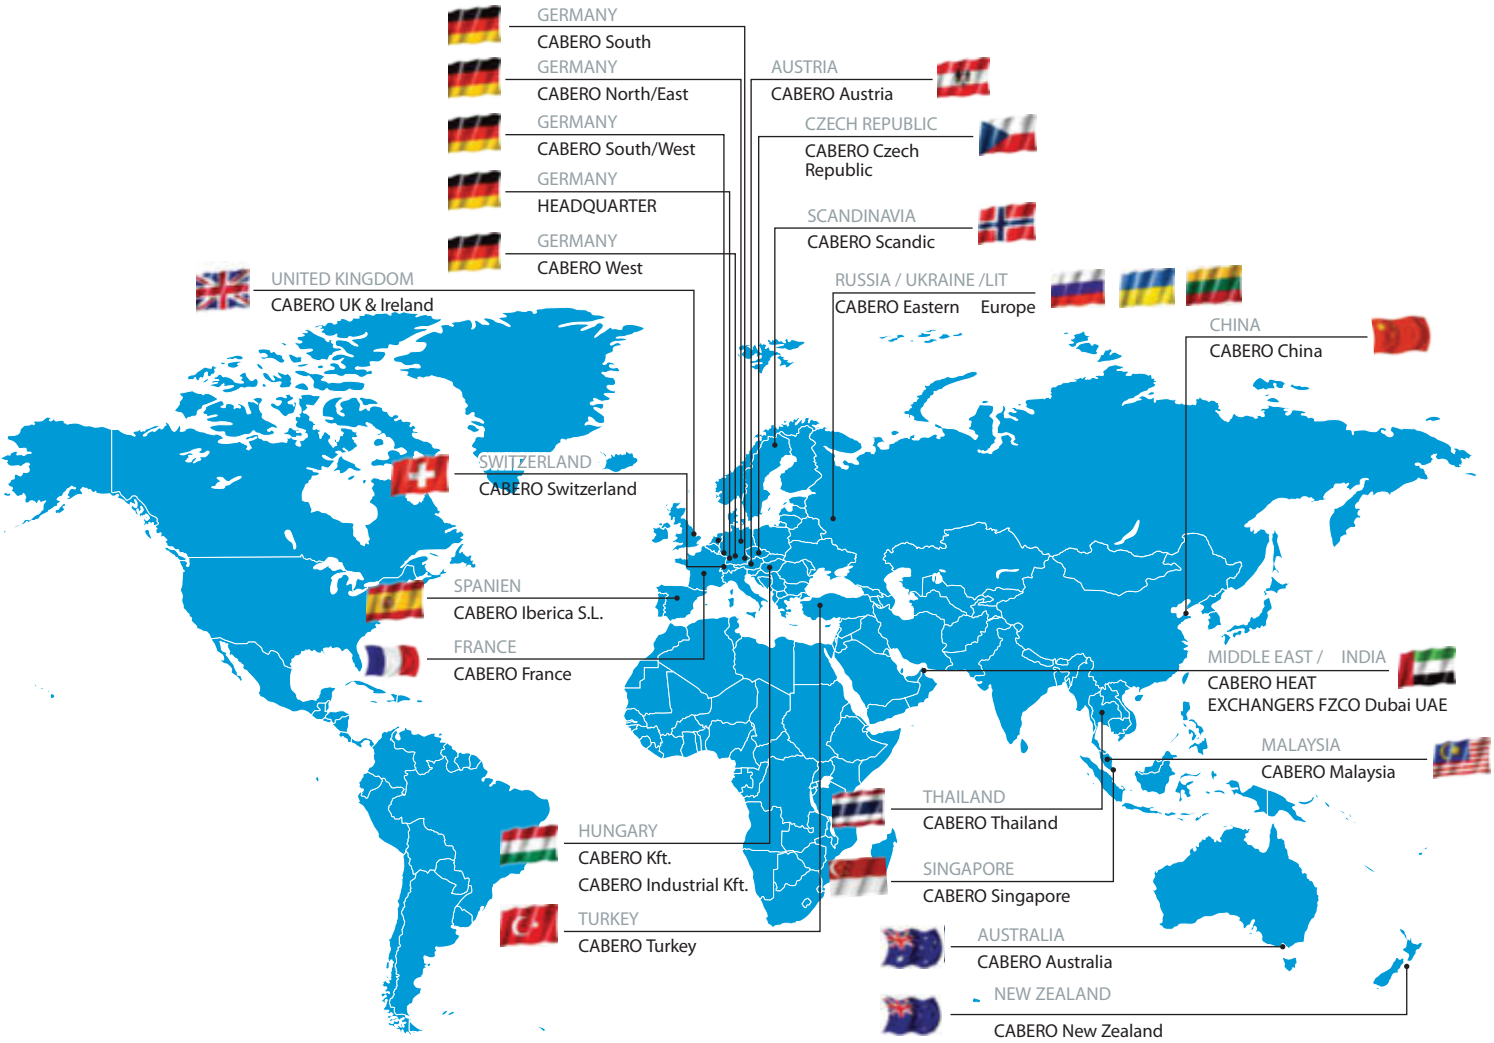 GERMANY
CABERO South
GERMANY
CABERO North/East
GERMANY
CABERO South/West
GERMANY
HEADQUARTER
GERMANY
CABERO West
AUSTRIA
CABERO Austria
CZECH REPUBLIC
CABERO Czech
Republic
SCANDINAVIA
CABERO Scandic
UNITED KINGDOM
CABERO UK & Ireland
RUSSIA / UKRAINE /LIT
CABERO Eastern Europe
CHINA
CABERO China
SWITZERLAND
CABERO Switzerland
SPANIEN
CABERO Iberica S.L.
FRANCE
CABERO France
MIDDLE EAST / INDIA
CABERO HEAT
EXCHANGERS FZCO Dubai UAE
MALAYSIA
CABERO Malaysia
THAILAND
CABERO Thailand
HUNGARY
CABERO Kft.
CABERO Industrial Kft.
SINGAPORE
CABERO Singapore
TURKEY
CABERO Turkey
AUSTRALIA
CABERO Australia
NEW ZEALAND
CABERO New Zealand